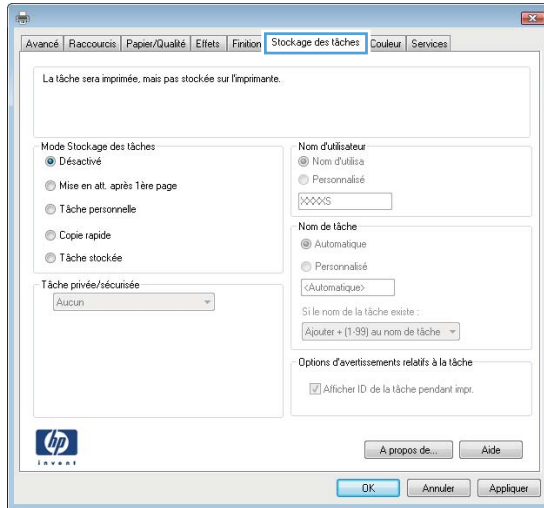 Avancé Raccourcis Papier/Qualité Effets Finition Stockage des tâches Couleur Services
La tâche sera imprimée, mais pas stockée sur l'imprimante.
Mode Stockage des tâches
Désactivé
Mise en att. après 1ère page
Tâche personnelle
Copie rapide
Tâche stockée
Tâche privée/sécurisée
Aucun
Nom d'utilisateur
Nom d'utilisa
Personnalisé
XXXXS
Nom de tâche
Automatique
Personnalisé
<Automatique>
Si le nom de la tâche existe :
Ajouter + (1-99) au nom de tâche
Options d'avertissements relatifs à la tâche
Afficher ID de la tâche pendant impr.
hp
invent
A propos de... Aide
OK Annuler Appliquer